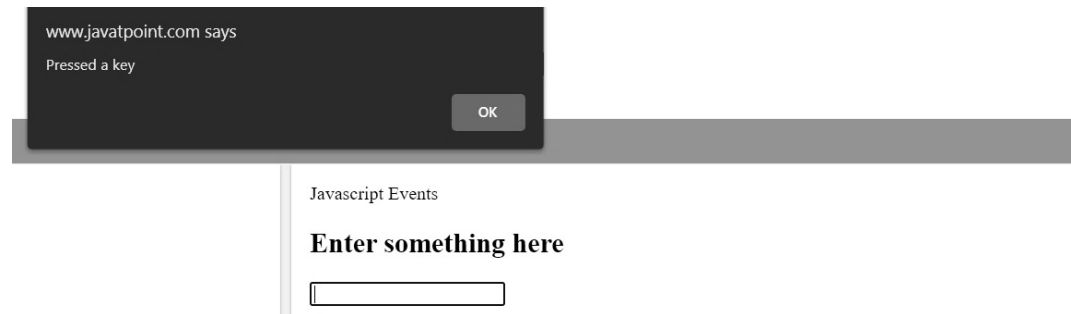 www.javatpoint.com says
Pressed a key
OK
Javascript Events
Enter something here